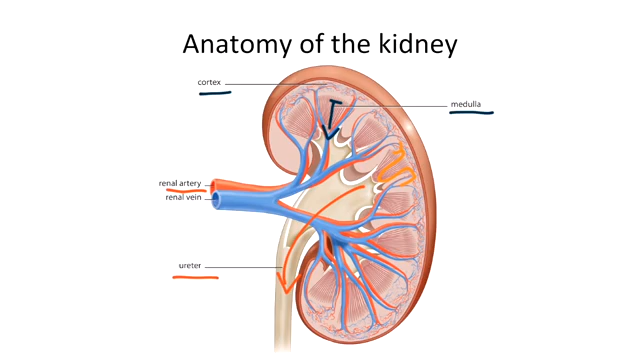 Anatomy of the kidney
cortex
medulla
renal artery
renal vein
ureter